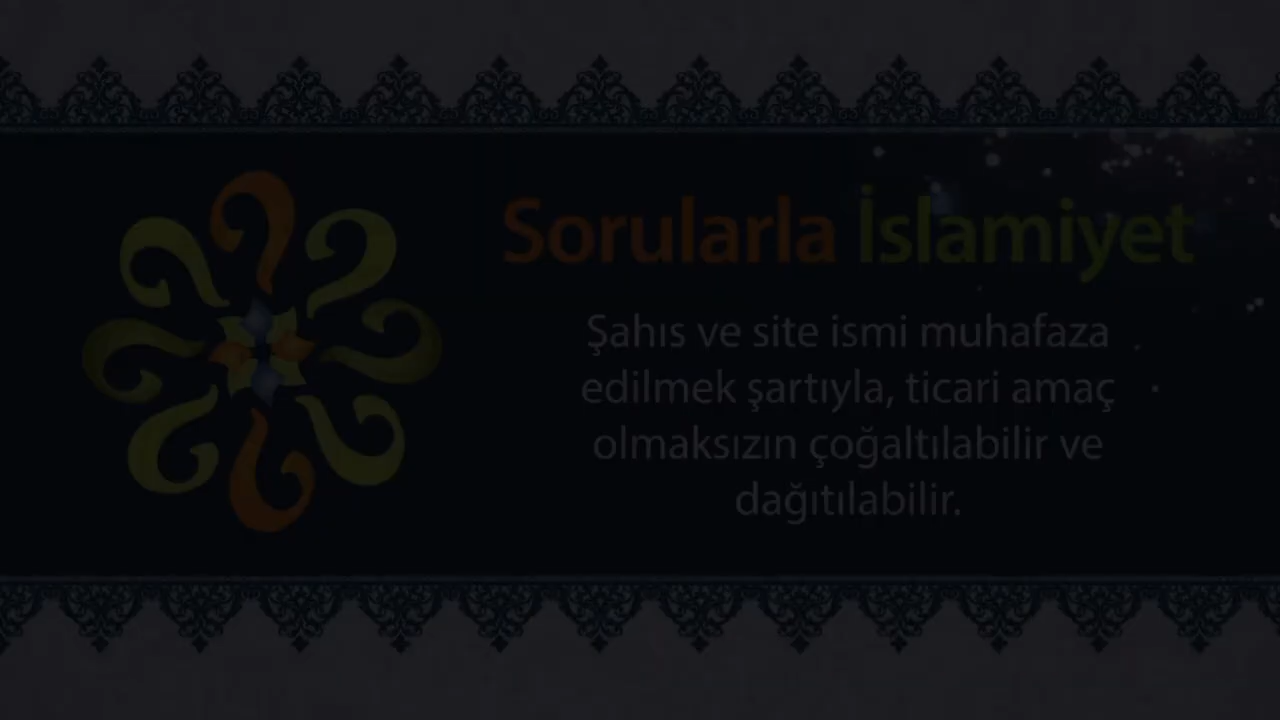 Sorularla İslamiyet
Şahıs ve site ismi muhafaza
edilmek şartıyla, ticari amaç
olmaksızın çoğaltılabilir ve
dağıtılabilir.